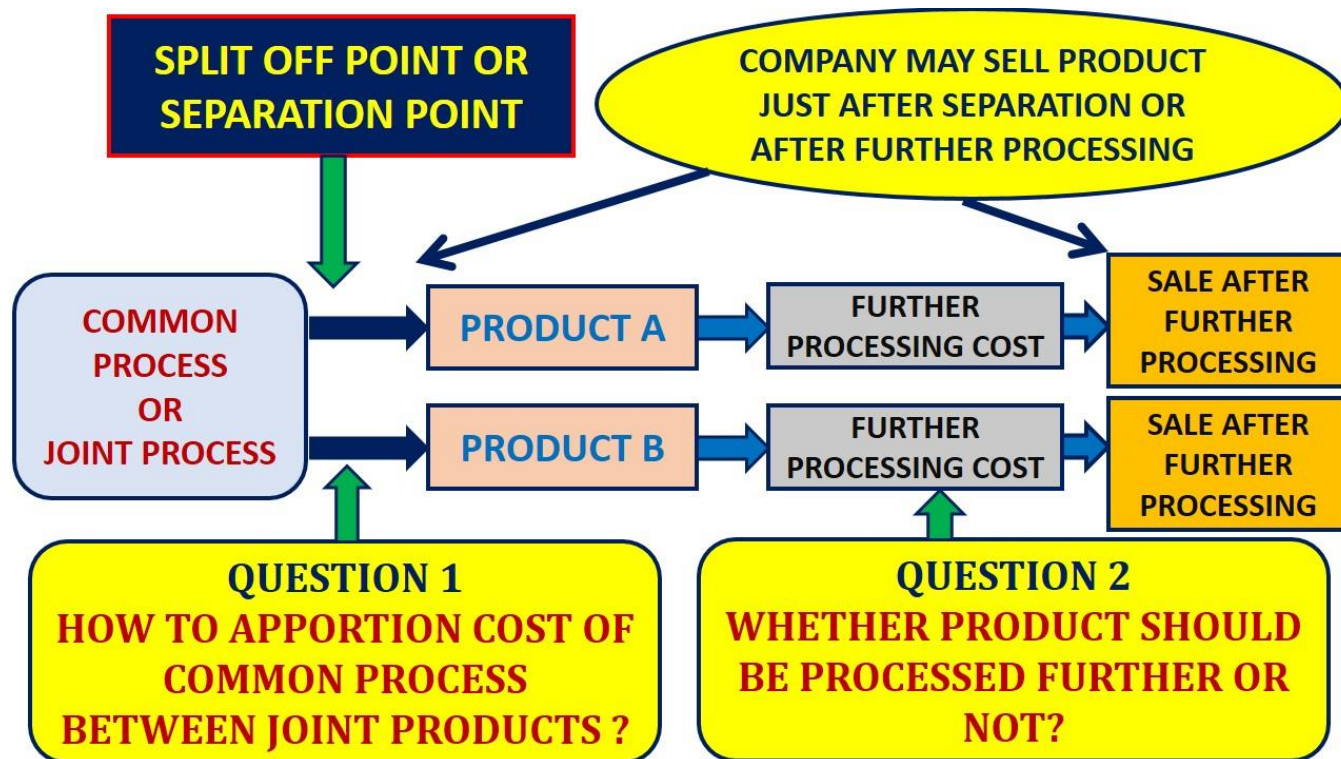 SPLIT OFF POINT OR
SEPARATION POINT
COMPANY MAY SELL PRODUCT
JUST AFTER SEPARATION OR
AFTER FURTHER PROCESSING
COMMON
PROCESS
OR
JOINT PROCESS
PRODUCT A
FURTHER
PROCESSING COST
SALE AFTER
FURTHER
PROCESSING
PRODUCT B
FURTHER
PROCESSING COST
SALE AFTER
FURTHER
PROCESSING
QUESTION 1
HOW TO APPORTION COST OF
COMMON PROCESS
BETWEEN JOINT PRODUCTS ?
QUESTION 2
WHETHER PRODUCT SHOULD
BE PROCESSED FURTHER OR
NOT?